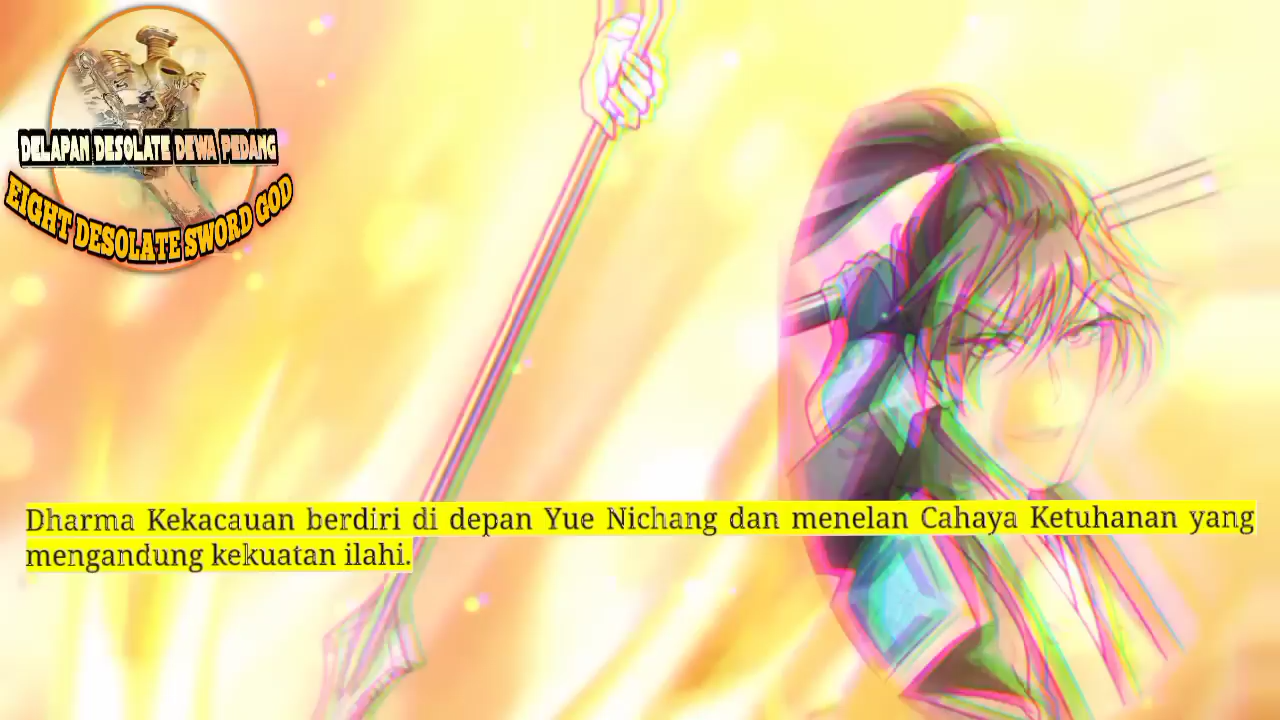 DELAPAN DESOLATE DEWA PEDANG
EIGHT DESOLATE SWORD GOD
Dharma Kekacauan berdiri di depan Yue Nichang dan menelan Cahaya Ketuhanan yang
mengandung kekuatan ilahi.